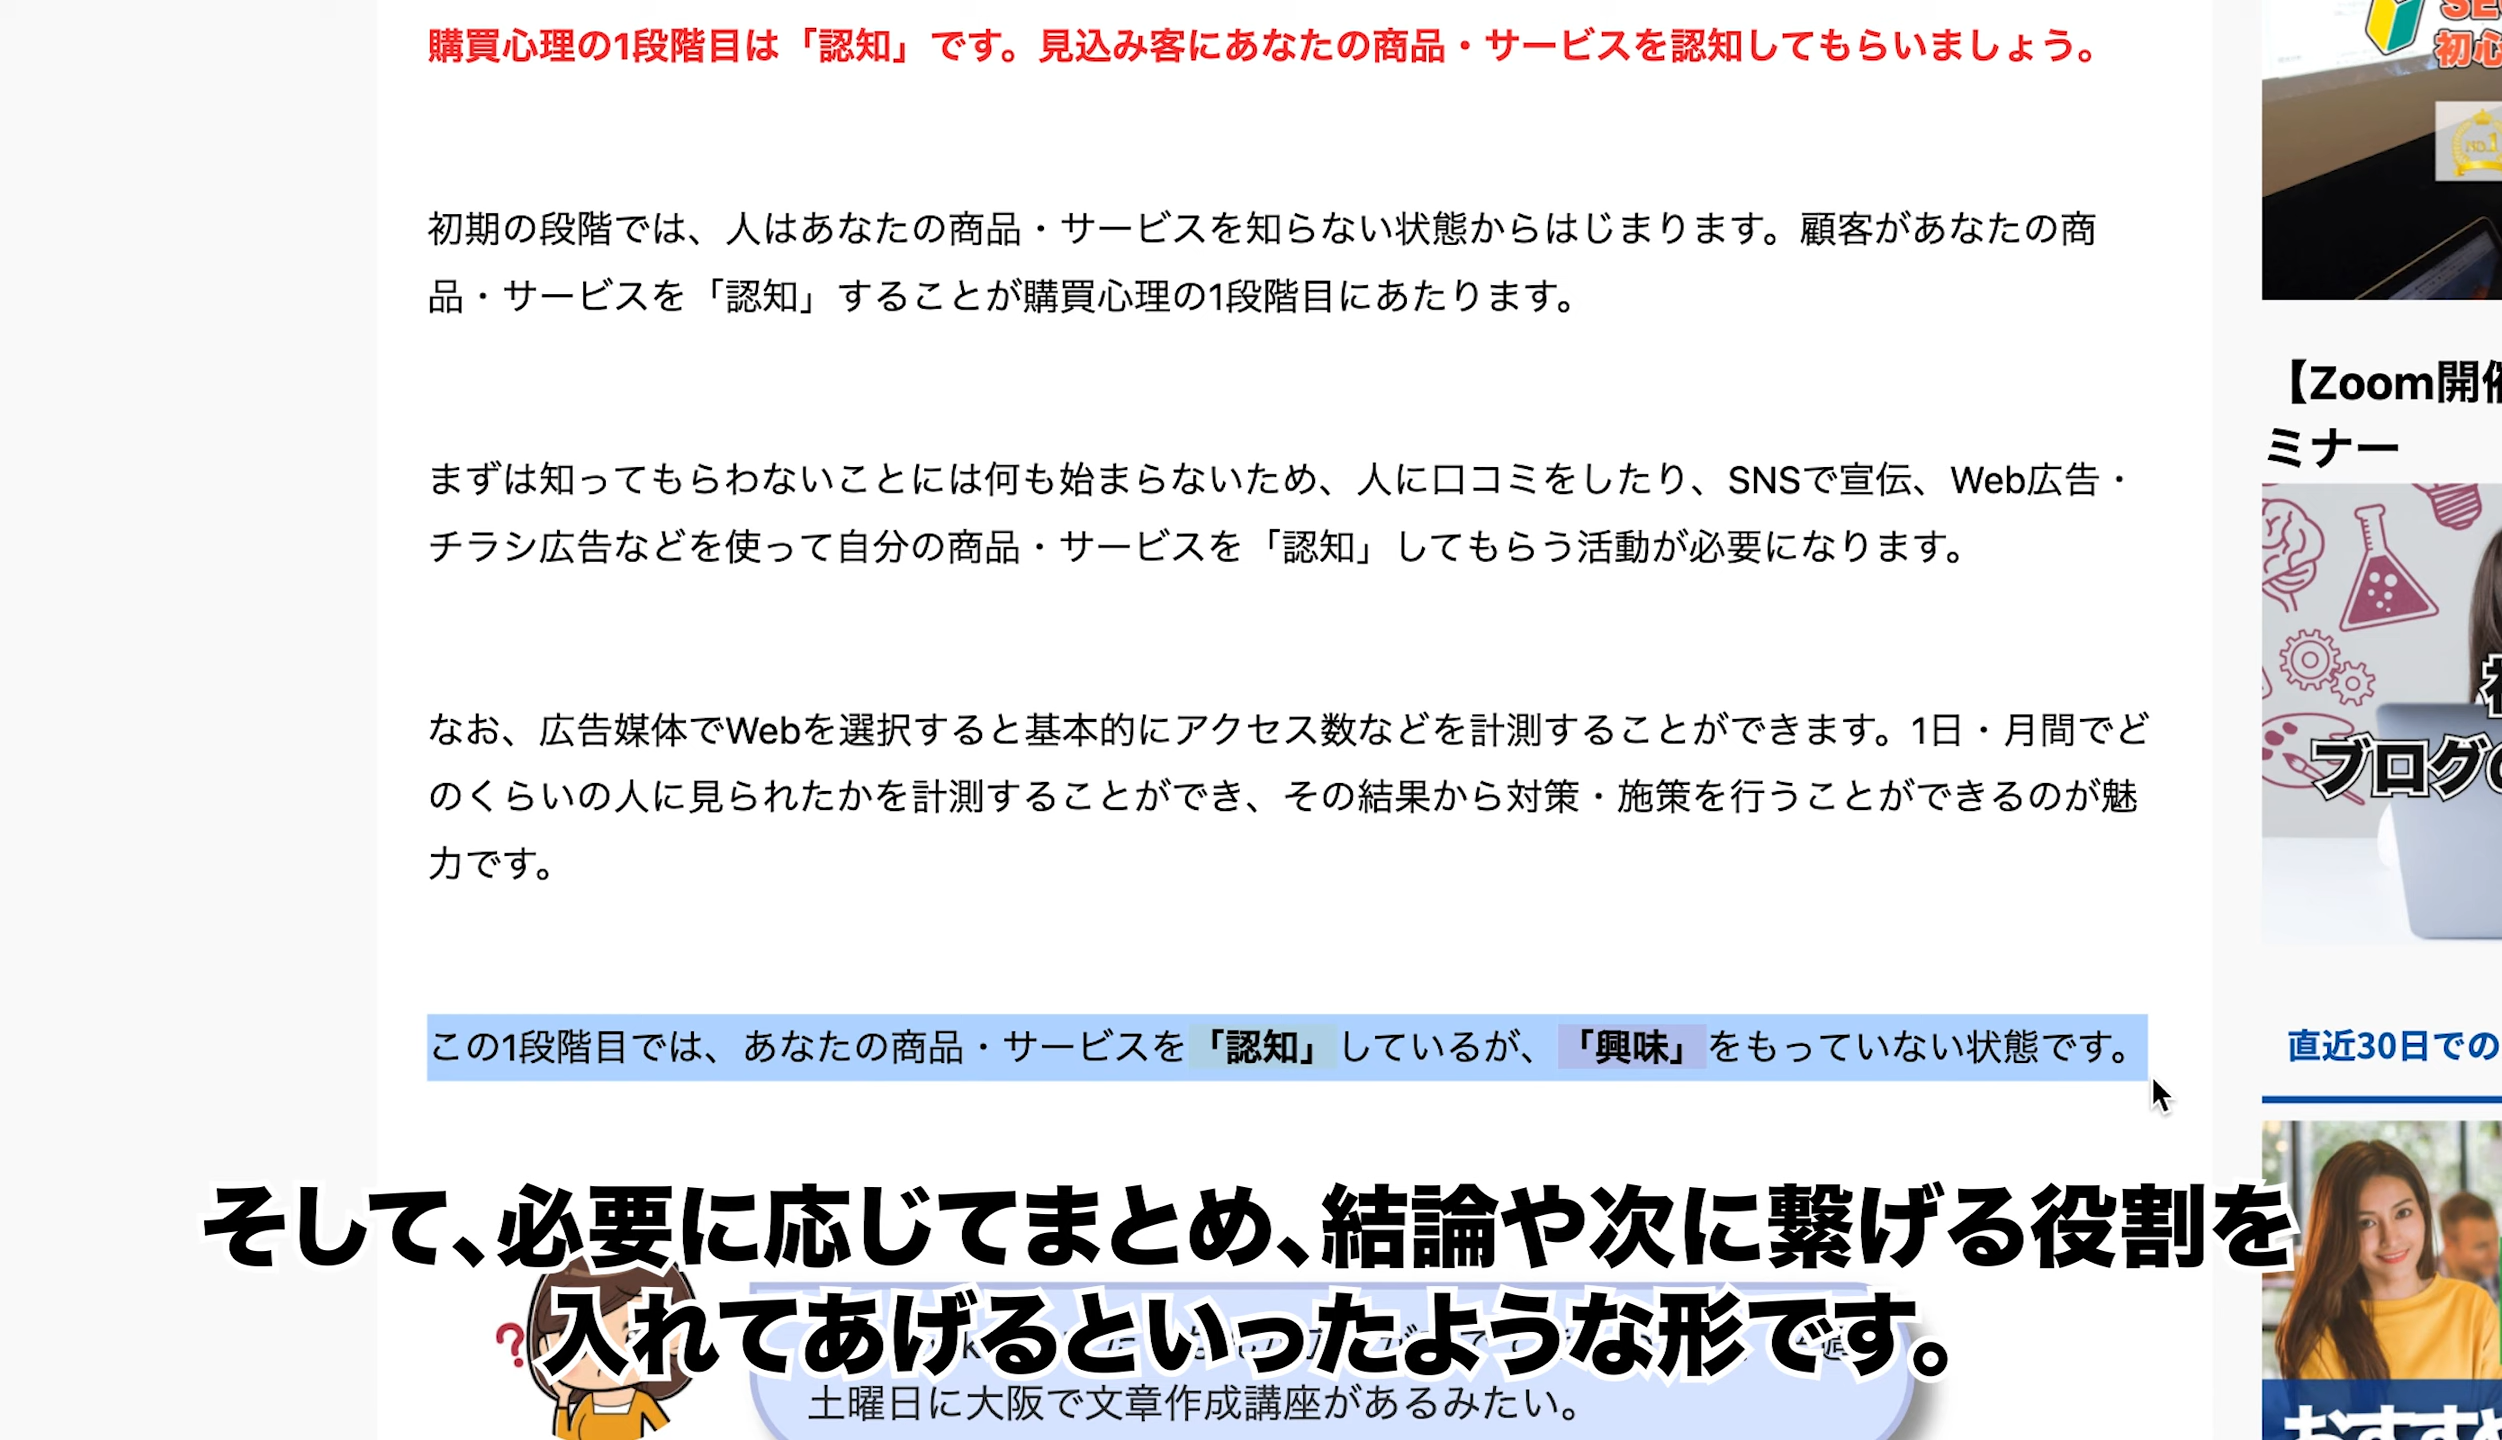 購買心理の1段階目は「認知」です。見込み客にあなたの商品・サービスを認知してもらいましょう。
初期の段階では、人はあなたの商品・サービスを知らない状態からはじまります。顧客があなたの商
品・サービスを「認知」することが購買心理の1段階目にあたります。
まずは知ってもらわないことには何も始まらないため、人に口コミをしたり、SNSで宣伝、Web広告・
チラシ広告などを使って自分の商品・サービスを「認知」してもらう活動が必要になります。
なお、広告媒体でWebを選択すると基本的にアクセス数などを計測することができます。1日・月間でど
のくらいの人に見られたかを計測することができ、その結果から対策・施策を行うことができるのが魅
力です。
この1段階目では、あなたの商品・サービスを「認知」しているが、「興味」をもっていない状態です。
そして、必要に応じてまとめ、結論や次に繋げる役割を
入れてあげるといったような形です。
土曜日に大阪で文章作成講座があるみたい。
初心
No.1
【Zoom開催
ミナー
ブログ
直近30日での
おすすめ